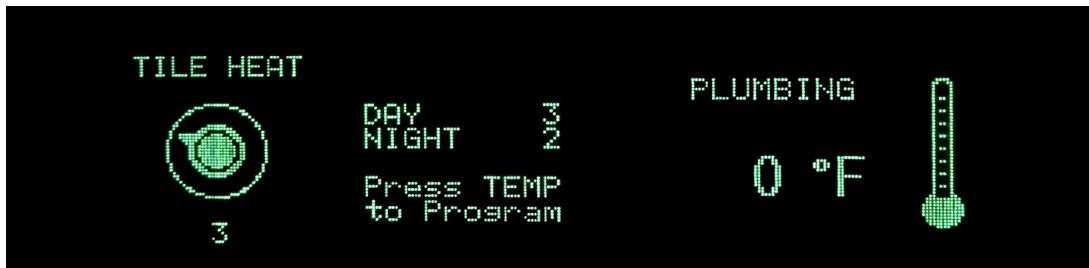 TILE HEAT
3
DAY 3
NIGHT 2
Press TEMP
to Program
PLUMBING
0 °F